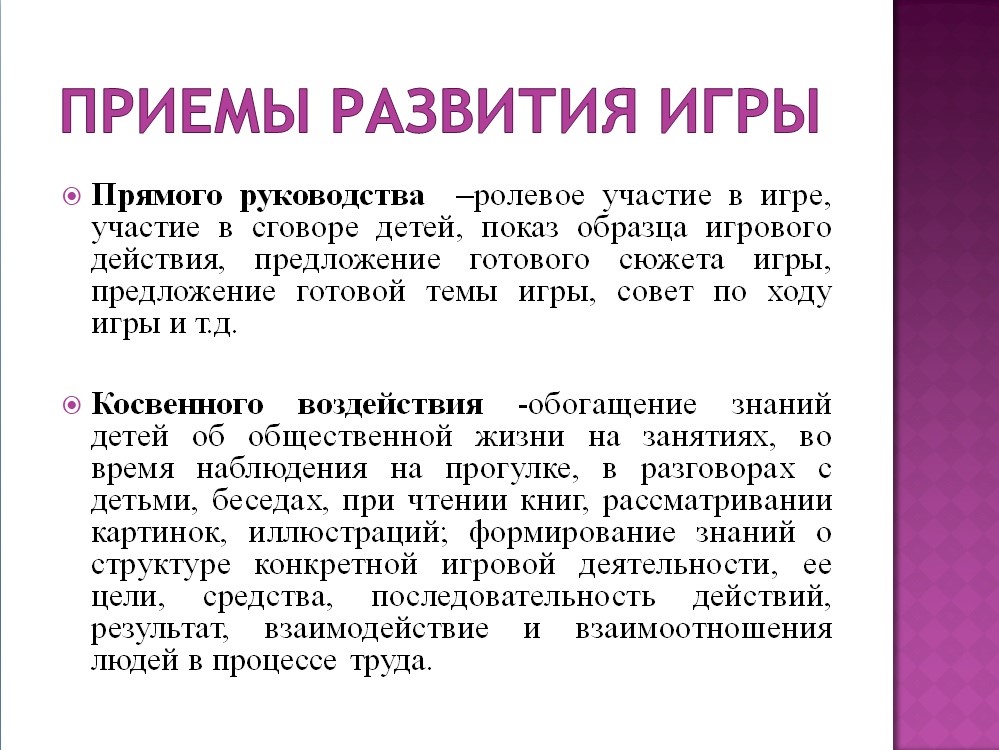 ПРИЕМЫ РАЗВИТИЯ ИГРЫ
Прямого руководства –ролевое участие в игре,
участие в сговоре детей, показ образца игрового
действия, предложение готового сюжета игры,
предложение готовой темы игры, совет по ходу
игры и т.д.
Косвенного воздействия -обогащение знаний
детей об общественной жизни на занятиях, во
время наблюдения на прогулке, в разговорах с
детьми, беседах, при чтении книг, рассматривании
картинок, иллюстраций; формирование знаний о
структуре конкретной игровой деятельности, ее
цели, средства, последовательность действий,
результат, взаимодействие и взаимоотношения
людей в процессе труда.